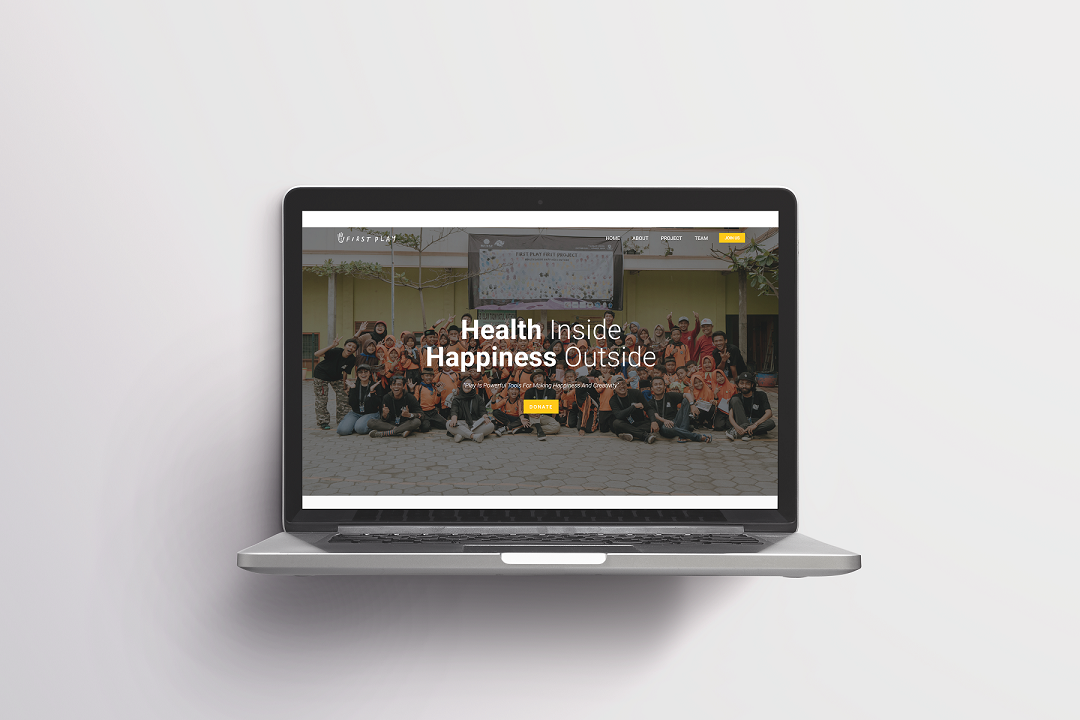 FIRST PLAY
HOME ABOUT PROJECT TEAM JOIN US
FIRST PLAY FIRST PROJECT
Health Inside
Happiness Outside
"Play Is Powerful Tools For Making Happiness And Creativity"
DONATE